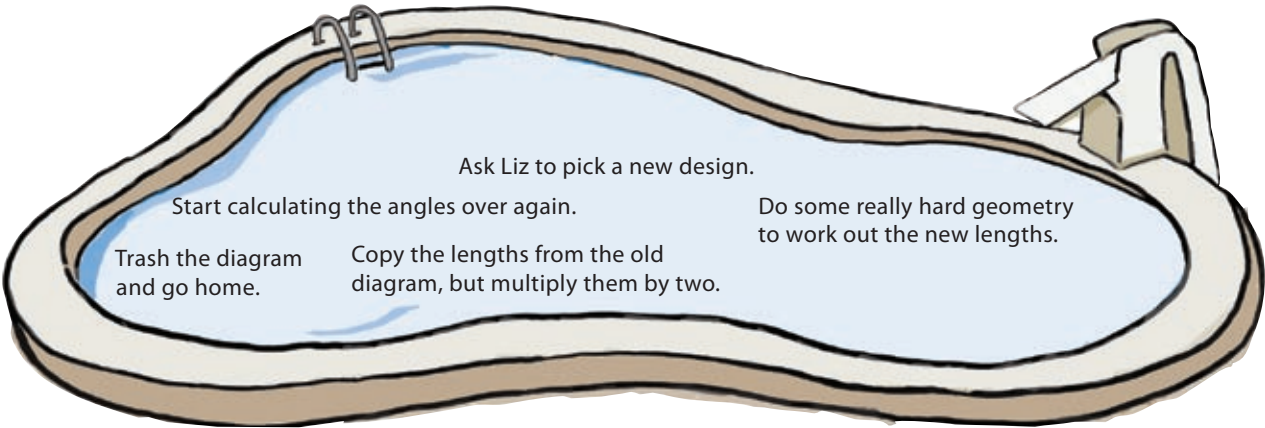 Ask Liz to pick a new design.
Start calculating the angles over again.
Do some really hard geometry
to work out the new lengths.
Trash the diagram
and go home.
Copy the lengths from the old
diagram, but multiply them by two.